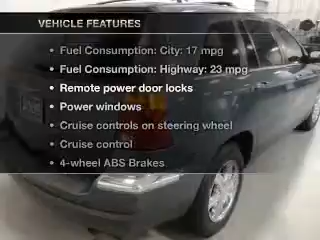 VEHICLE FEATURES
• Fuel Consumption: City: 17 mpg
• Fuel Consumption: Highway: 23 mpg
• Remote power door locks
• Power windows
• Cruise controls on steering wheel
• Cruise control
• 4-wheel ABS Brakes